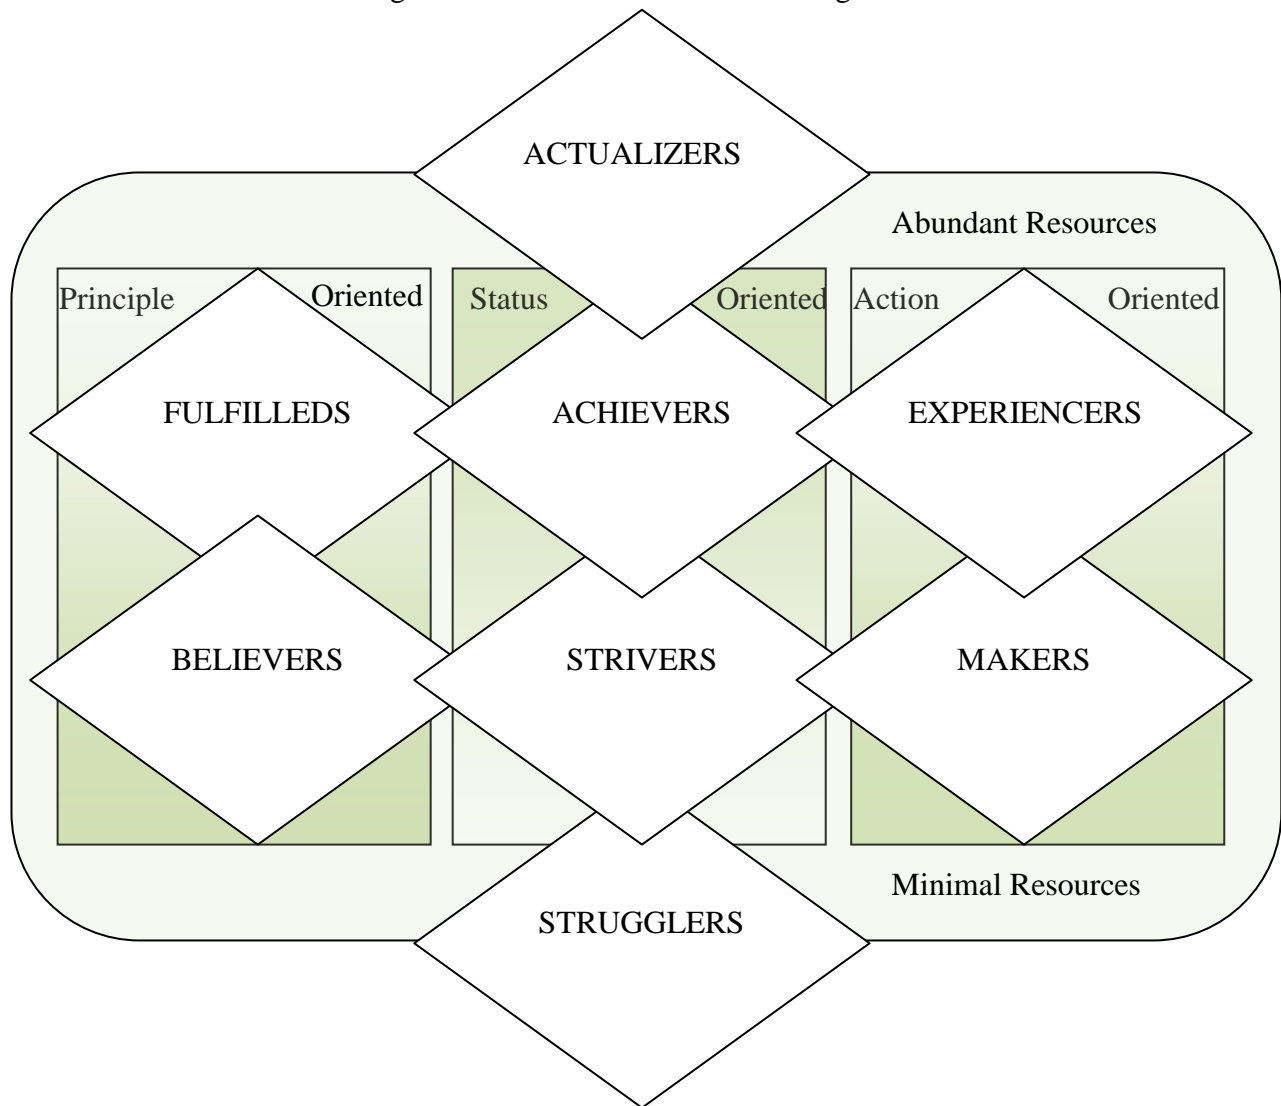 ACTUALIZERS
Abundant Resources
Principle Oriented Status Oriented Action Oriented
FULFILLEDS ACHIEVERS EXPERIENCERS
BELIEVERS STRIVERS MAKERS
Minimal Resources
STRUGGLERS